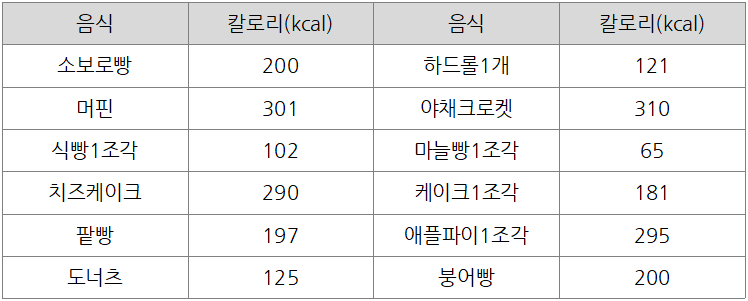 음식 칼로리(kcal) 음식 칼로리(kcal)
소보로빵 200 하드롤1개 121
머핀 301 야채크로켓 310
식빵1조각 102 마늘빵1조각 65
치즈케이크 290 케이크1조각 181
팥빵 197 애플파이1조각 295
도너츠 125 붕어빵 200